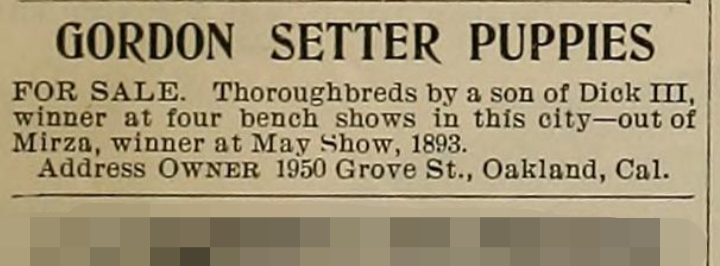 GORDON SETTER PUPPIES
FOR SALE. Thoroughbreds by a son of Dick III,
winner at four bench shows in this city—out of
Mirza, winner at May Show, 1893.
Address OWNER 1950 Grove St., Oakland, Cal.